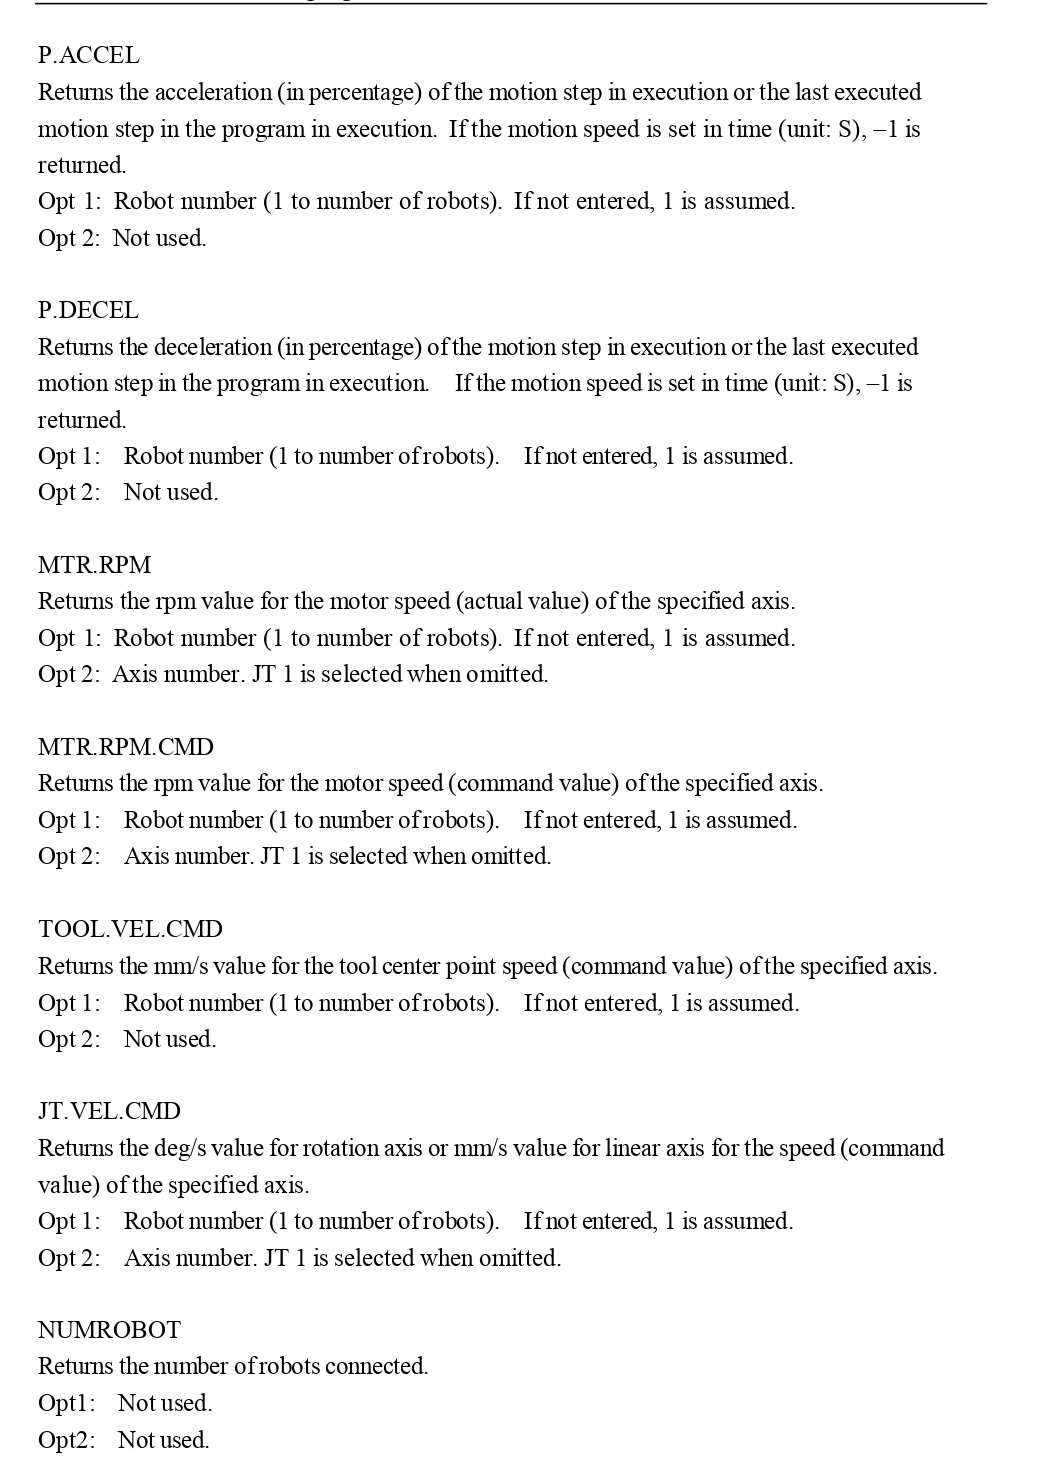 P.ACCEL
Returns the acceleration (in percentage) of the motion step in execution or the last executed
motion step in the program in execution. If the motion speed is set in time (unit: S), –1 is
returned.
Opt 1: Robot number (1 to number of robots). If not entered, 1 is assumed.
Opt 2: Not used.
P.DECEL
Returns the deceleration (in percentage) of the motion step in execution or the last executed
motion step in the program in execution. If the motion speed is set in time (unit: S), –1 is
returned.
Opt 1: Robot number (1 to number of robots). If not entered, 1 is assumed.
Opt 2: Not used.
MTR.RPM
Returns the rpm value for the motor speed (actual value) of the specified axis.
Opt 1: Robot number (1 to number of robots). If not entered, 1 is assumed.
Opt 2: Axis number. JT 1 is selected when omitted.
MTR.RPM.CMD
Returns the rpm value for the motor speed (command value) of the specified axis.
Opt 1: Robot number (1 to number of robots). If not entered, 1 is assumed.
Opt 2: Axis number. JT 1 is selected when omitted.
TOOL.VEL.CMD
Returns the mm/s value for the tool center point speed (command value) of the specified axis.
Opt 1: Robot number (1 to number of robots). If not entered, 1 is assumed.
Opt 2: Not used.
JT.VEL.CMD
Returns the deg/s value for rotation axis or mm/s value for linear axis for the speed (command
value) of the specified axis.
Opt 1: Robot number (1 to number of robots). If not entered, 1 is assumed.
Opt 2: Axis number. JT 1 is selected when omitted.
NUMROBOT
Returns the number of robots connected.
Opt1: Not used.
Opt2: Not used.